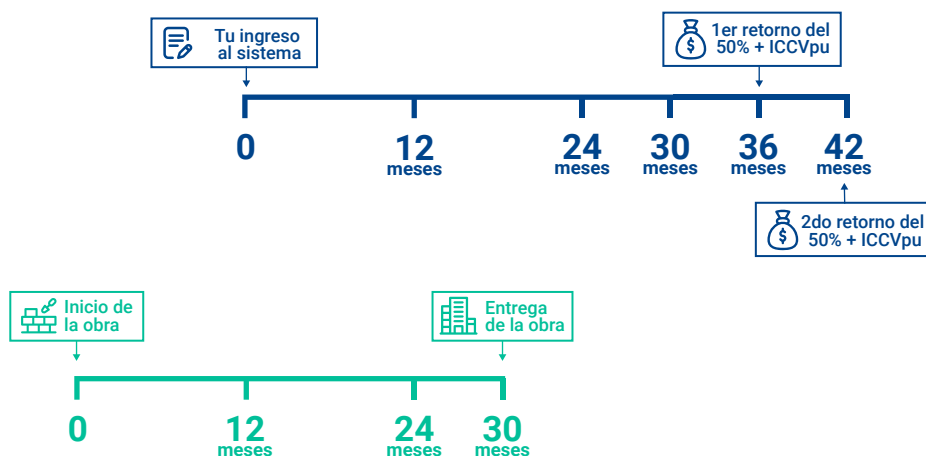 Tu ingreso
al sistema
1er retorno del
50% + ICCVpu
0
12
meses
24
meses
30
meses
36
meses
42
meses
2do retorno del
50% + ICCVpu
Inicio de
la obra
Entrega
de la obra
0
12
meses
24
meses
30
meses